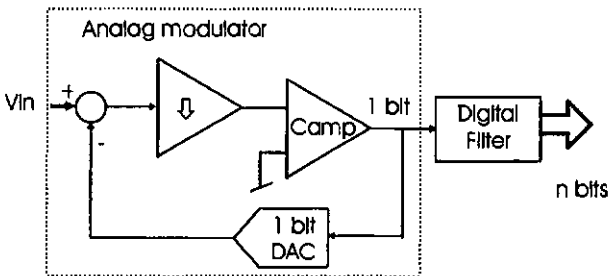 Analog modulator
Vin
+
-
Camp
1 bit
Digital
Filter
n bits
1 bit
DAC